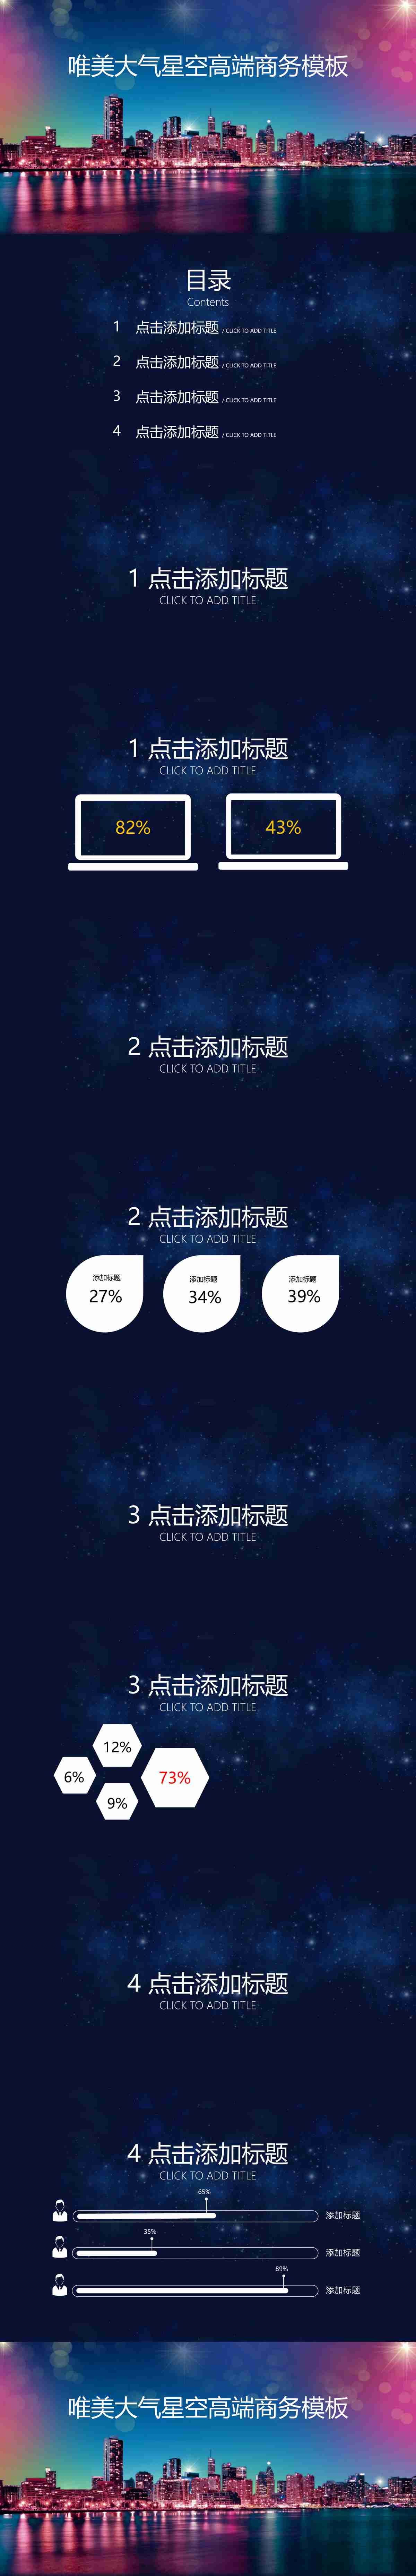 唯美大气星空高端商务模板
目录
Contents
1 点击添加标题 / CLICK TO ADD TITLE
2 点击添加标题 / CLICK TO ADD TITLE
3 点击添加标题 / CLICK TO ADD TITLE
4 点击添加标题 / CLICK TO ADD TITLE
1 点击添加标题
CLICK TO ADD TITLE
1 点击添加标题
CLICK TO ADD TITLE
82% 43%
2 点击添加标题
CLICK TO ADD TITLE
2 点击添加标题
CLICK TO ADD TITLE
添加标题 添加标题 添加标题
27% 34% 39%
3 点击添加标题
CLICK TO ADD TITLE
3 点击添加标题
CLICK TO ADD TITLE
12%
6% 73%
9%
4 点击添加标题
CLICK TO ADD TITLE
4 点击添加标题
CLICK TO ADD TITLE
65%
添加标题
35%
添加标题
89%
添加标题
唯美大气星空高端商务模板